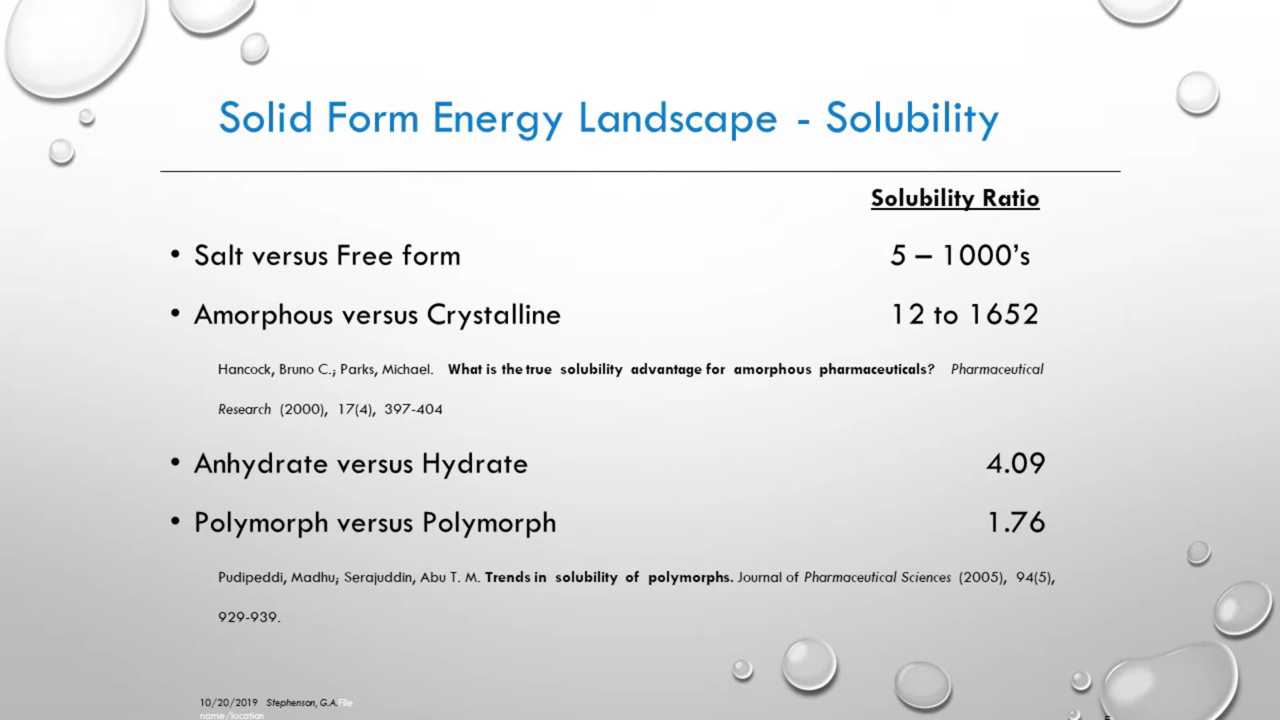 Solid Form Energy Landscape - Solubility
Solubility Ratio
• Salt versus Free form 5 – 1000’s
• Amorphous versus Crystalline 12 to 1652
Hancock, Bruno C.; Parks, Michael. What is the true solubility advantage for amorphous pharmaceuticals? Pharmaceutical
Research (2000), 17(4), 397-404
• Anhydrate versus Hydrate 4.09
• Polymorph versus Polymorph 1.76
Pudipeddi, Madhu; Serajuddin, Abu T. M. Trends in solubility of polymorphs. Journal of Pharmaceutical Sciences (2005), 94(5),
929-939.
10/20/2019 Stephenson, G.A.File
name/location